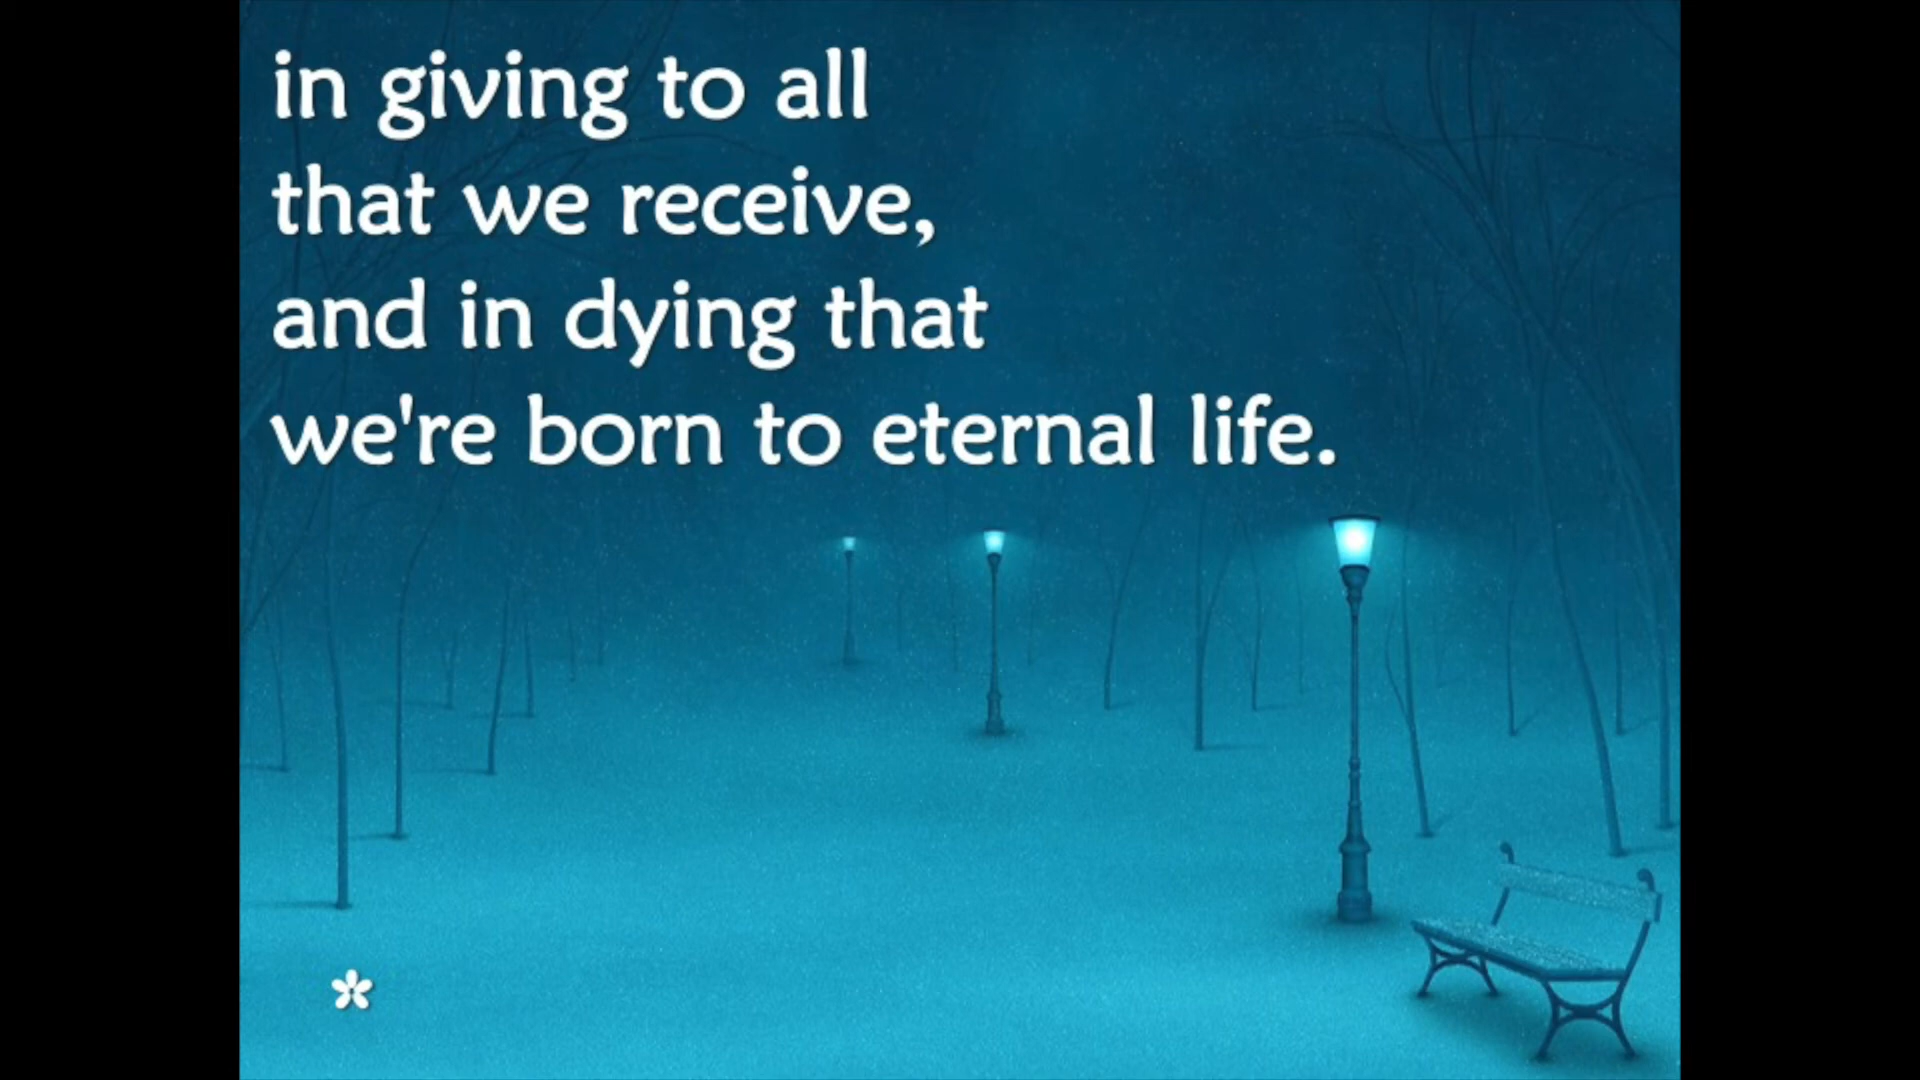 in giving to all
that we receive,
and in dying that
we're born to eternal life.
*